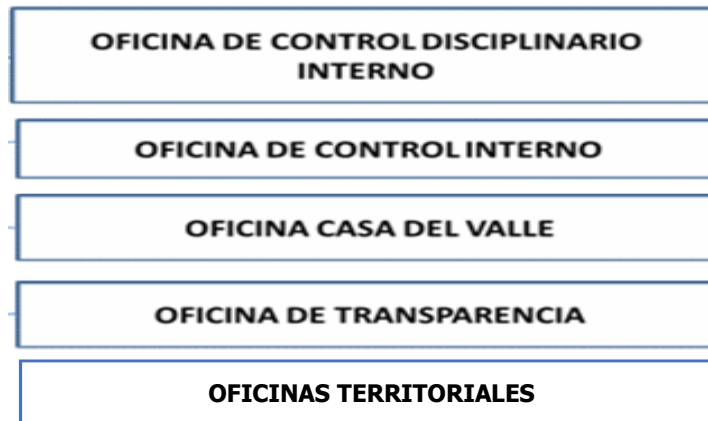 OFICINA DE CONTROL DISCIPLINARIO
INTERNO
OFICINA DE CONTROL INTERNO
OFICINA CASA DEL VALLE
OFICINA DE TRANSPARENCIA
OFICINAS TERRITORIALES